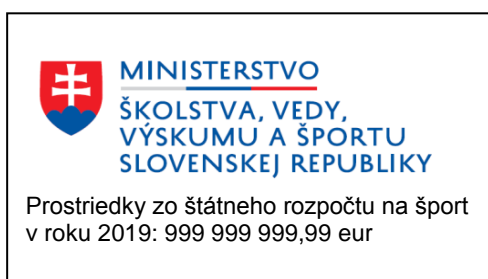 MINISTERSTVO
ŠKOLSTVA, VEDY,
VÝSKUMU A ŠPORTU
SLOVENSKEJ REPUBLIKY
Prostriedky zo štátneho rozpočtu na šport
v roku 2019: 999 999 999,99 eur